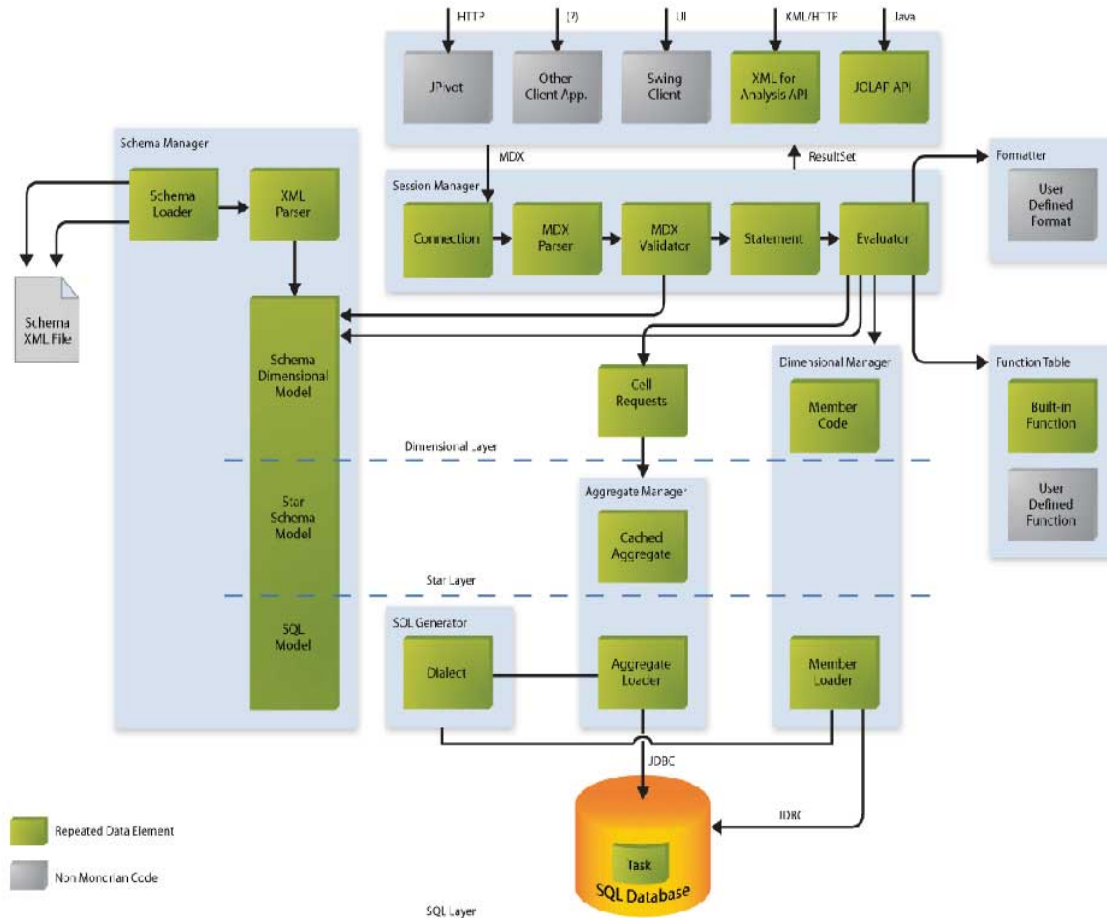 HTTP
(?)
UI
XML/HTTP
Java
JPivot
Other
Client App.
Swing
Client
XML for
Analysis API
JOLAP API
Schema Manager
MDX
ResultSet
Formatter
Schema
Loader
XML
Parser
Session Manager
User
Defined
Format
Connection
MDX
Parser
MDX
Validator
Statement
Evaluator
Schema
XML File
Schema
Dimensional
Model
Cell
Requests
Dimensional Manager
Function Table
Member
Code
Built-in
Function
Dimensional Layer
Aggregate Manager
User
Defined
Function
Star
Schema
Model
Cached
Aggregate
Star Layer
SQL Generator
SQL
Model
Dialect
Aggregate
Loader
Member
Loader
JDBC
JDBC
Repeated Data Element
Task
Non Mondrian Code
SQL Database
SQL Layer